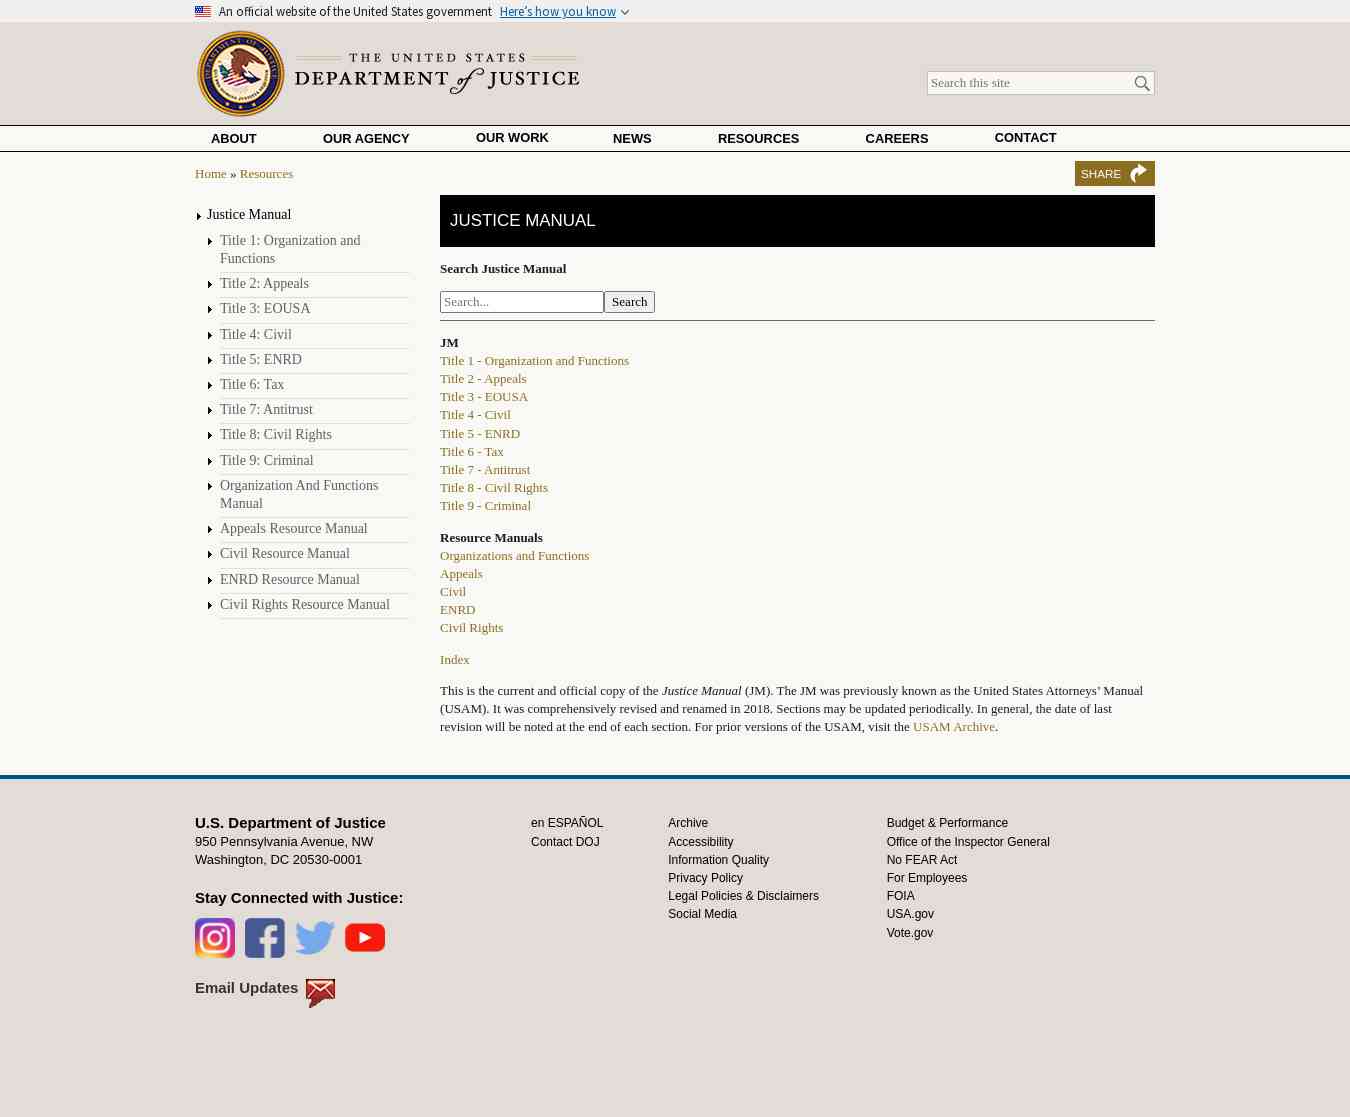 An official website of the United States government Here's how you know
THE UNITED STATES
DEPARTMENT of JUSTICE
Search this site
ABOUT OUR AGENCY OUR WORK NEWS RESOURCES CAREERS CONTACT
Home » Resources
SHARE
Justice Manual
Title 1: Organization and
Functions
Title 2: Appeals
Title 3: EOUSA
Title 4: Civil
Title 5: ENRD
Title 6: Tax
Title 7: Antitrust
Title 8: Civil Rights
Title 9: Criminal
Organization And Functions
Manual
Appeals Resource Manual
Civil Resource Manual
ENRD Resource Manual
Civil Rights Resource Manual
JUSTICE MANUAL
Search Justice Manual
Search... Search
JM
Title 1 - Organization and Functions
Title 2 - Appeals
Title 3 - EOUSA
Title 4 - Civil
Title 5 - ENRD
Title 6 - Tax
Title 7 - Antitrust
Title 8 - Civil Rights
Title 9 - Criminal
Resource Manuals
Organizations and Functions
Appeals
Civil
ENRD
Civil Rights
Index
This is the current and official copy of the Justice Manual (JM). The JM was previously known as the United States Attorneys' Manual
(USAM). It was comprehensively revised and renamed in 2018. Sections may be updated periodically. In general, the date of last
revision will be noted at the end of each section. For prior versions of the USAM, visit the USAM Archive.
U.S. Department of Justice
950 Pennsylvania Avenue, NW
Washington, DC 20530-0001
Stay Connected with Justice:
Email Updates
en ESPAÑOL
Contact DOJ
Archive
Accessibility
Information Quality
Privacy Policy
Legal Policies & Disclaimers
Social Media
Budget & Performance
Office of the Inspector General
No FEAR Act
For Employees
FOIA
USA.gov
Vote.gov